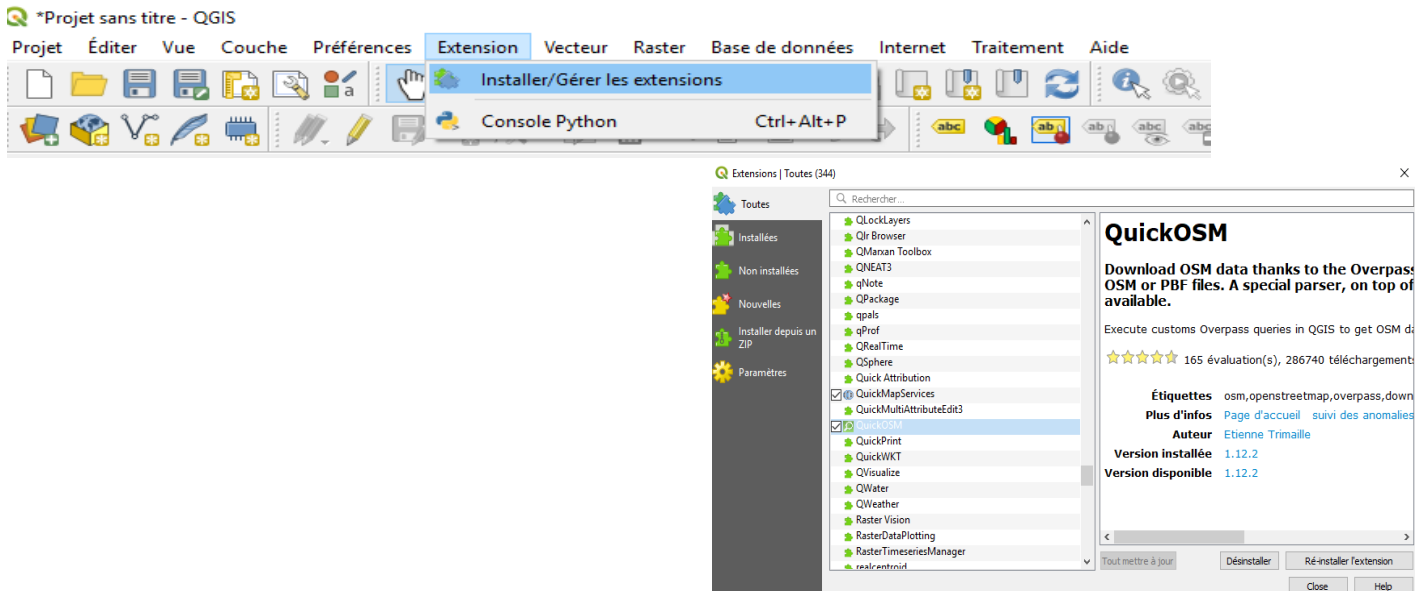 *Projet sans titre - QGIS
Projet Éditer Vue Couche Préférences Extension Vecteur Raster Base de données Internet Traitement Aide
Installer/Gérer les extensions
Console Python Ctrl+Alt+P
a
abc ab ab abc abc
Extensions | Toutes (344)
Toutes
Installées
Non installées
Nouvelles
Installer depuis un
ZIP
Paramètres
Rechercher...
QLockLayers
Qlr Browser
QMarxan Toolbox
QNEAT3
qNote
QPackage
qpals
qProf
QRealTime
QSphere
Quick Attribution
QuickMapServices
QuickMultiAttributeEdit3
QuickOSM
QuickPrint
QuickWKT
QVisualize
QWater
QWeather
Raster Vision
RasterDataPlotting
RasterTimeseriesManager
realcentroid
QuickOSM
Download OSM data thanks to the Overpass
OSM or PBF files. A special parser, on top of
available.
Execute customs Overpass queries in QGIS to get OSM da
165 évaluation(s), 286740 téléchargements
Étiquettes osm,openstreetmap,overpass,down
Plus d'infos Page d'accueil suivi des anomalies
Auteur Etienne Trimaille
Version installée 1.12.2
Version disponible 1.12.2
Tout mettre à jour Désinstaller Ré-installer l'extension
Close Help